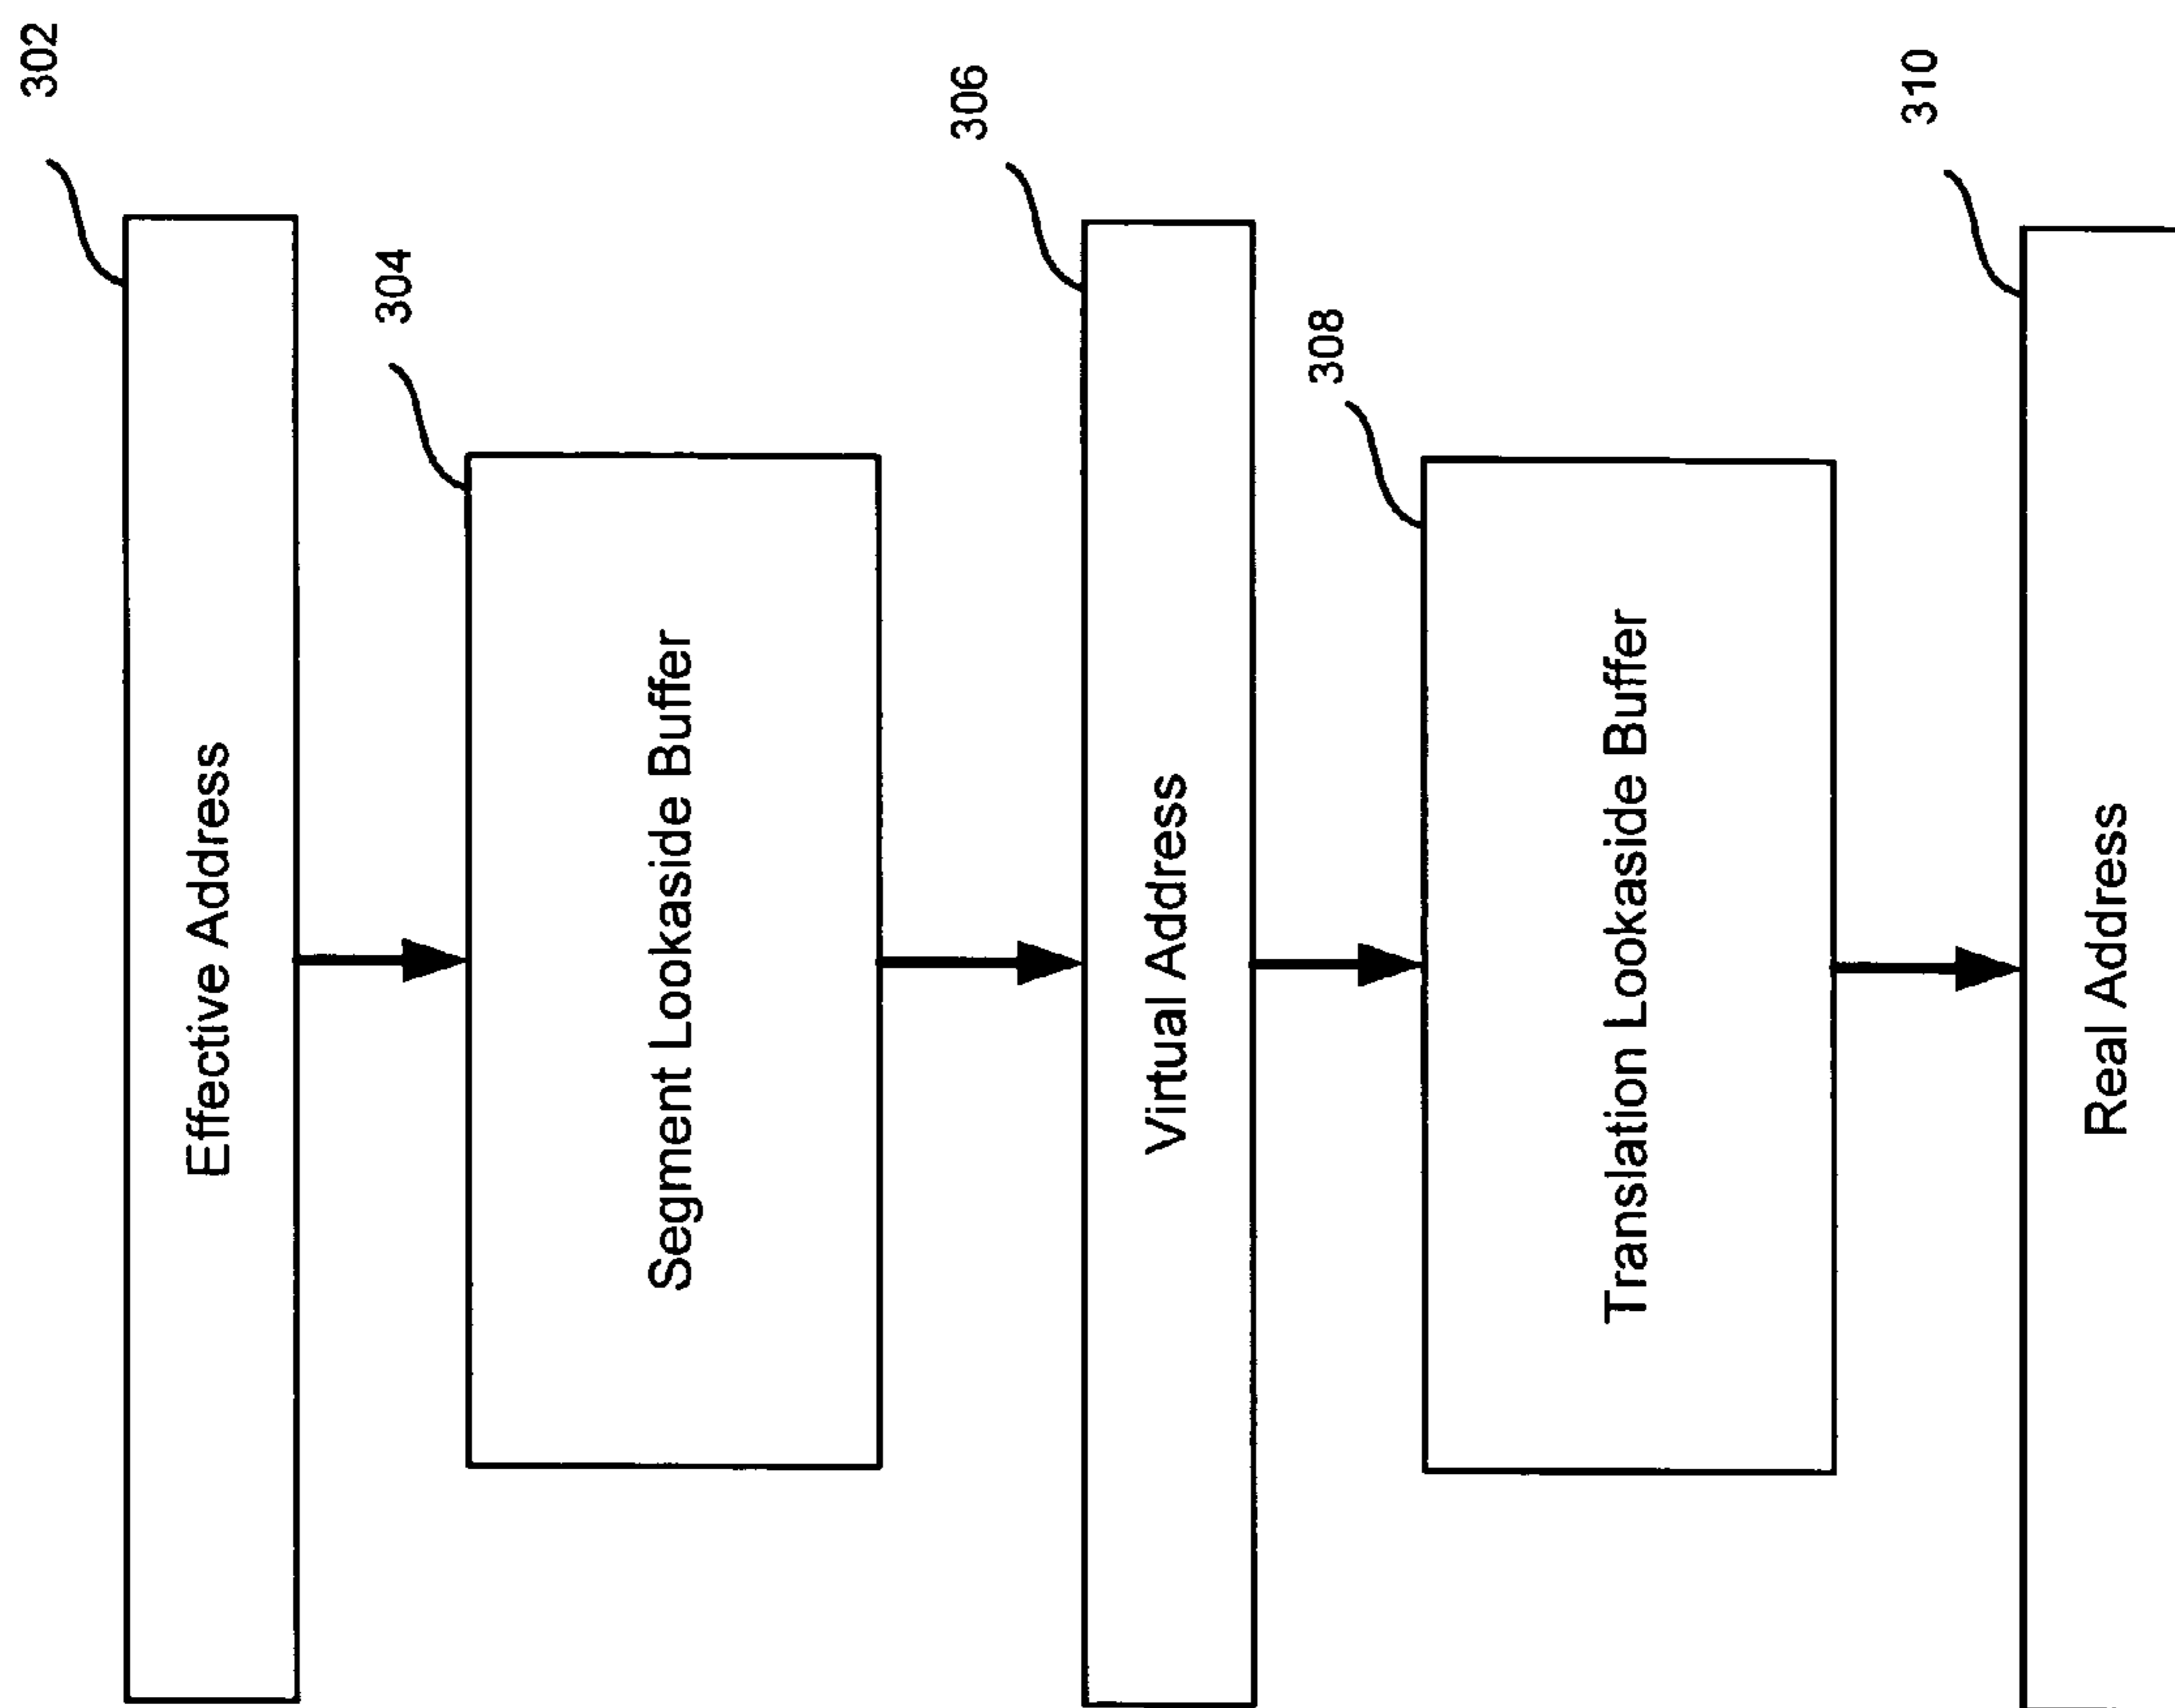 302
Effective Address
304
Segment Lookaside Buffer
306
Virtual Address
308
Translation Lookaside Buffer
310
Real Address